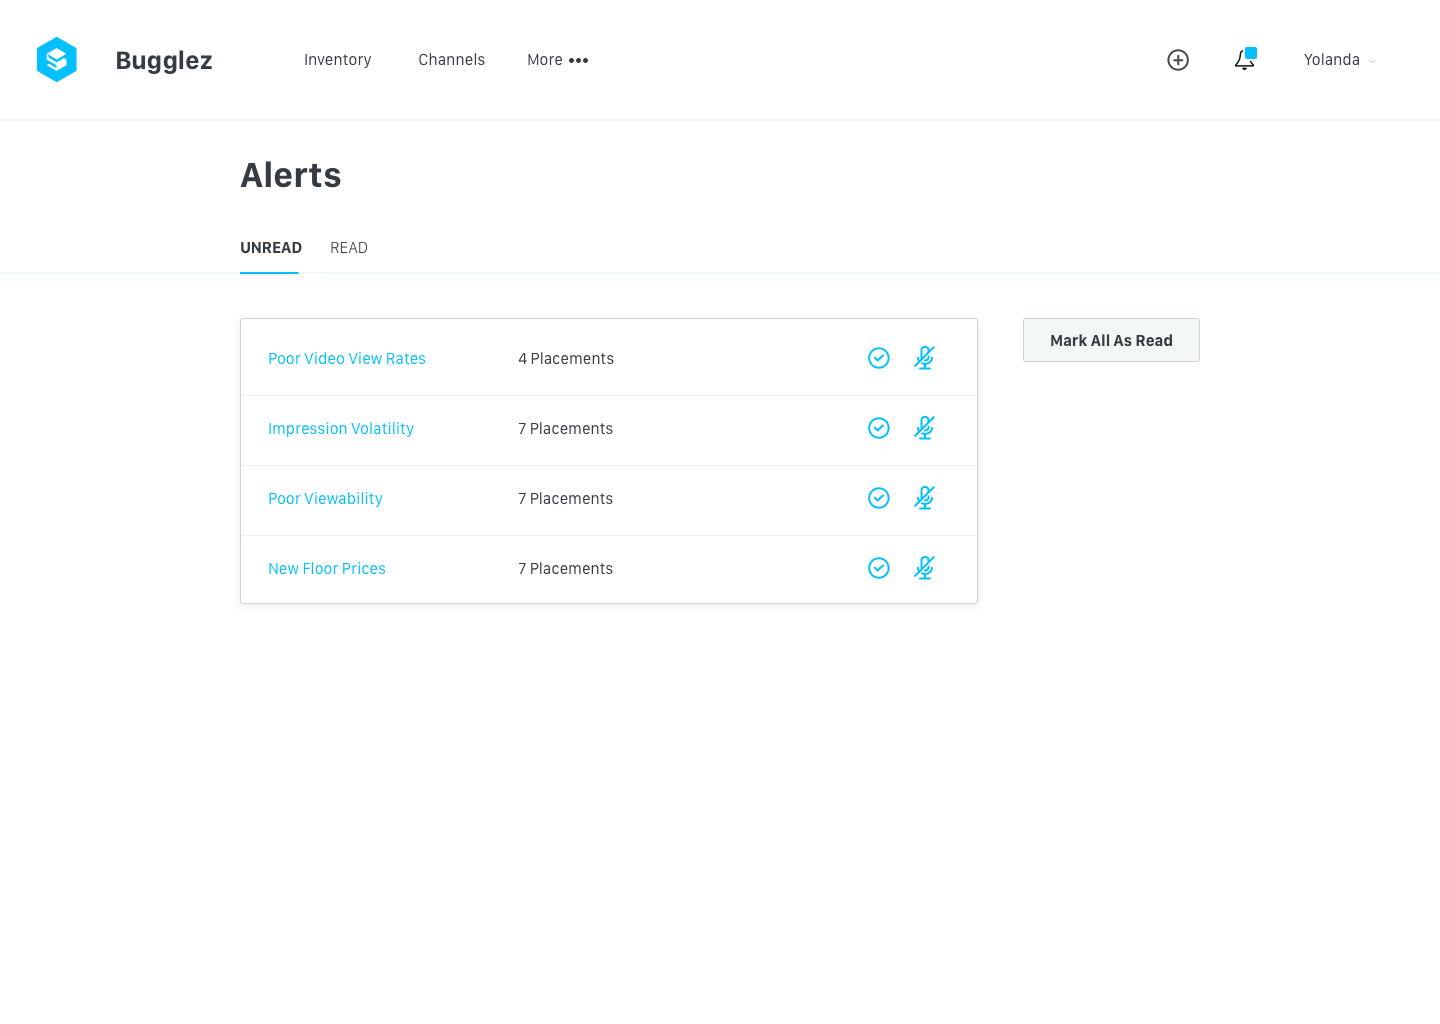 Bugglez
Inventory
Channels
More
Yolanda
Alerts
UNREAD
READ
Poor Video View Rates
4 Placements
Mark All As Read
Impression Volatility
7 Placements
Poor Viewability
7 Placements
New Floor Prices
7 Placements